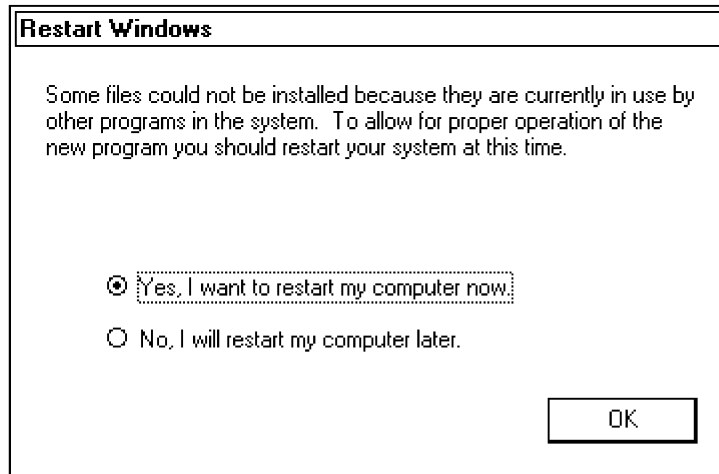 Restart Windows
Some files could not be installed because they are currently in use by
other programs in the system.  To allow for proper operation of the
new program you should restart your system at this time.
Yes, I want to restart my computer now.
No, I will restart my computer later.
OK